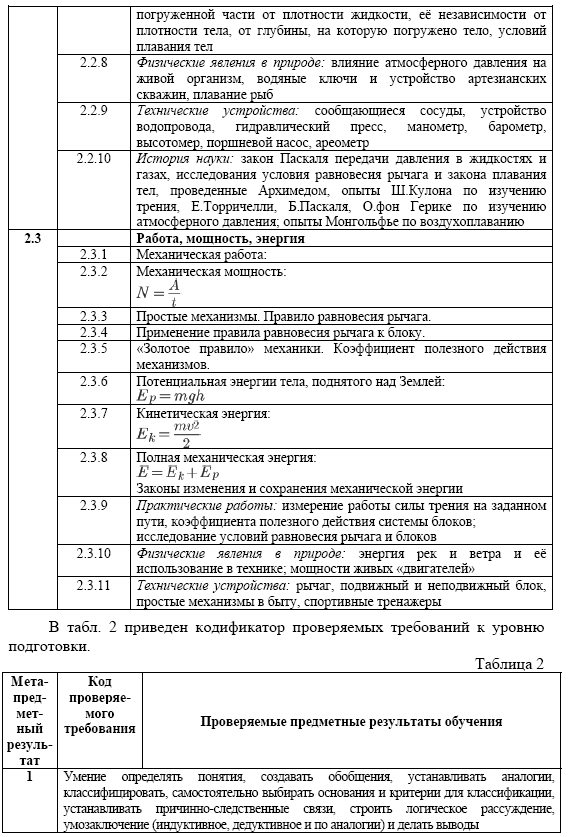 погруженной части от плотности жидкости, её независимости от
плотности тела, от глубины, на которую погружено тело, условий
плавания тел
2.2.8 Физические явления в природе: влияние атмосферного давления на
живой организм, водяные ключи и устройство артезианских
скважин, плавание рыб
2.2.9 Технические устройства: сообщающиеся сосуды, устройство
водопровода, гидравлический пресс, манометр, барометр,
высотомер, поршневой насос, ареометр
2.2.10 История науки: закон Паскаля передачи давления в жидкостях и
газах, исследования условия равновесия рычага и закона плавания
тел, проведенные Архимедом, опыты Ш.Кулона по изучению
трения, Е.Торричелли, Б.Паскаля, О.фон Герике по изучению
атмосферного давления; опыты Монгольфье по воздухоплаванию
2.3 Работа, мощность, энергия
2.3.1 Механическая работа:
2.3.2 Механическая мощность:
N = A/t
2.3.3 Простые механизмы. Правило равновесия рычага.
2.3.4 Применение правила равновесия рычага к блоку.
2.3.5 «Золотое правило» механики. Коэффициент полезного действия
механизмов.
2.3.6 Потенциальная энергии тела, поднятого над Землей:
E_p = mgh
2.3.7 Кинетическая энергия:
E_k = mv²/2
2.3.8 Полная механическая энергия:
E = E_k + E_p
Законы изменения и сохранения механической энергии
2.3.9 Практические работы: измерение работы силы трения на заданном
пути, коэффициента полезного действия системы блоков;
исследование условий равновесия рычага и блоков
2.3.10 Физические явления в природе: энергия рек и ветра и её
использование в технике; мощности живых «двигателей»
2.3.11 Технические устройства: рычаг, подвижный и неподвижный блок,
простые механизмы в быту, спортивные тренажеры
В табл. 2 приведен кодификатор проверяемых требований к уровню
подготовки.
Таблица 2
Мета-
пред-
мет-
ный
резуль-
тат
Код
проверяе-
мого
требования
Проверяемые предметные результаты обучения
1 Умение определять понятия, создавать обобщения, устанавливать аналогии,
классифицировать, самостоятельно выбирать основания и критерии для классификации,
устанавливать причинно-следственные связи, строить логическое рассуждение,
умозаключение (индуктивное, дедуктивное и по аналогии) и делать выводы